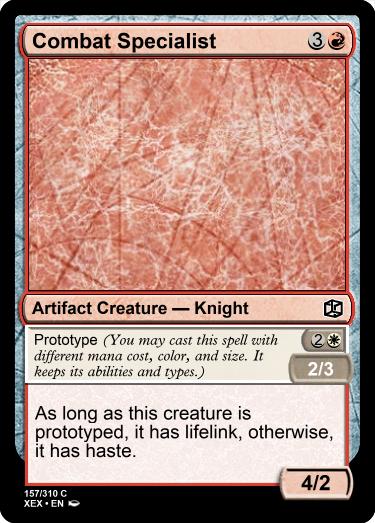 Combat Specialist 3
Artifact Creature — Knight
Prototype (You may cast this spell with 2
different mana cost, color, and size. It
keeps its abilities and types.) 2/3
As long as this creature is
prototyped, it has lifelink, otherwise,
it has haste.
4/2
157/310 C
XEX • EN